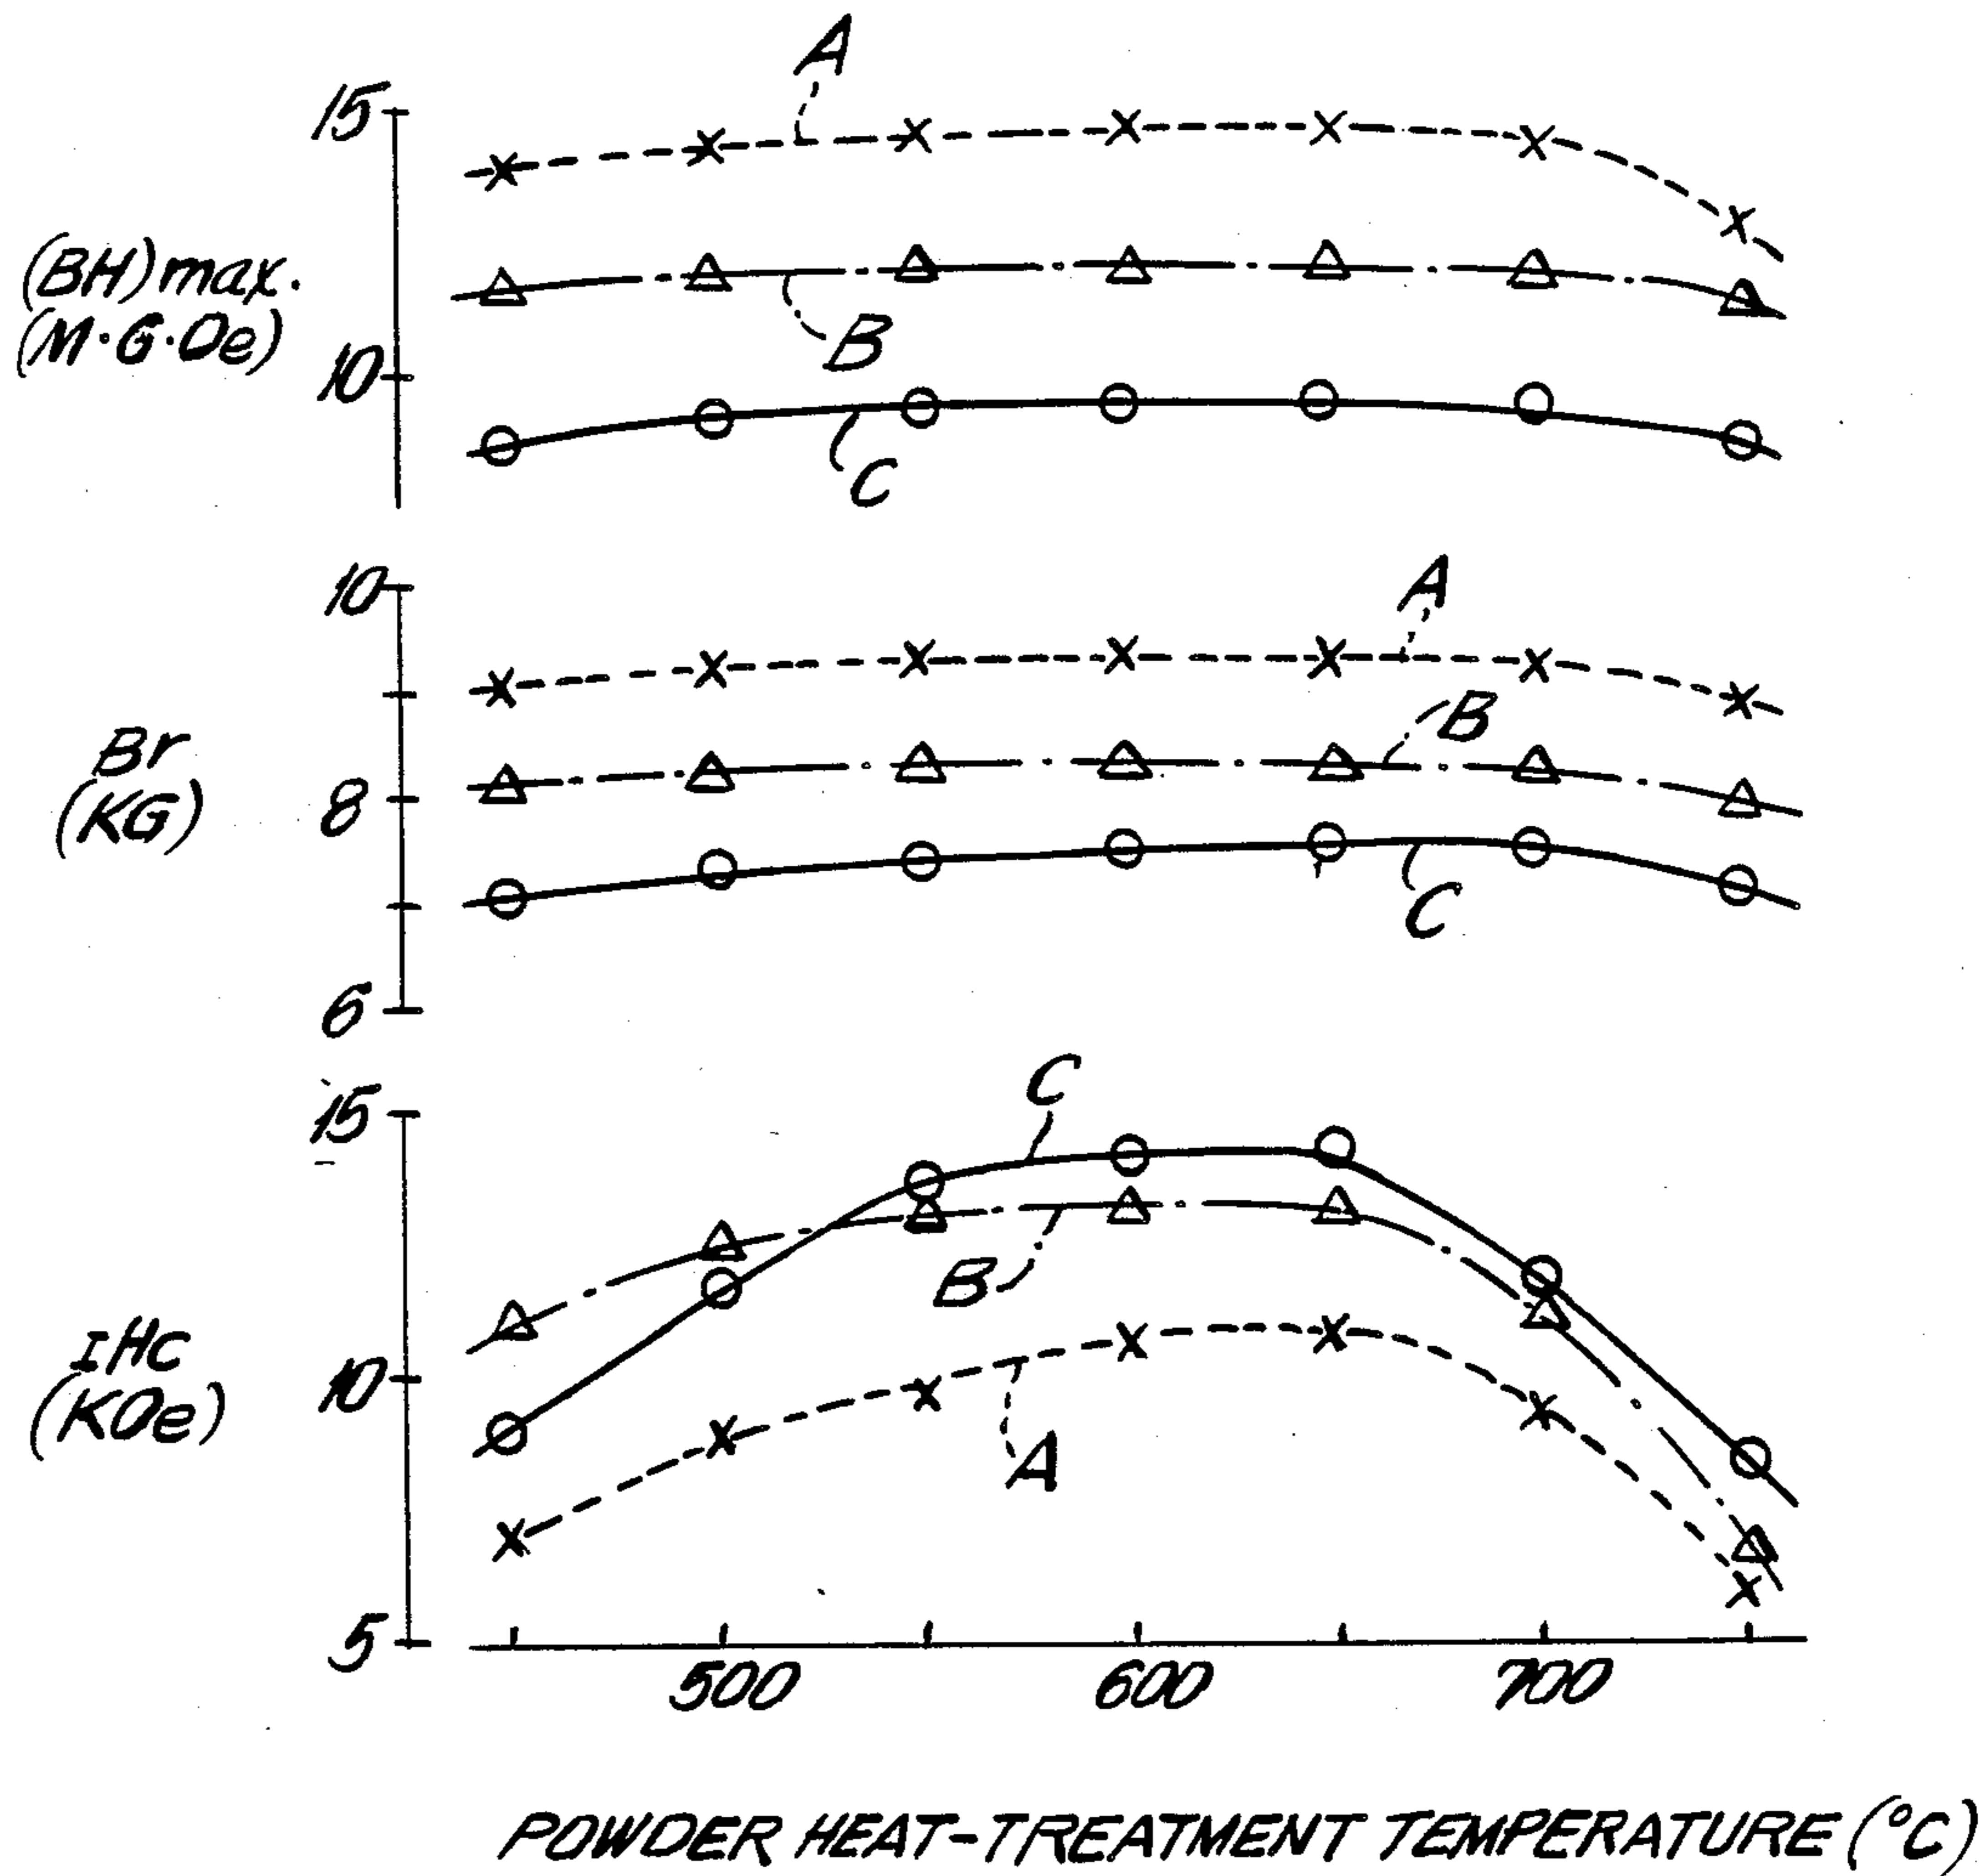 A
15
(BH)max.
(M·G·Oe)
B
10
C
10
A
B
Br
(KG)
8
C
6
C
15
B
IHC
(KOe)
10
A
5
500 600 700
POWDER HEAT-TREATMENT TEMPERATURE (°C)